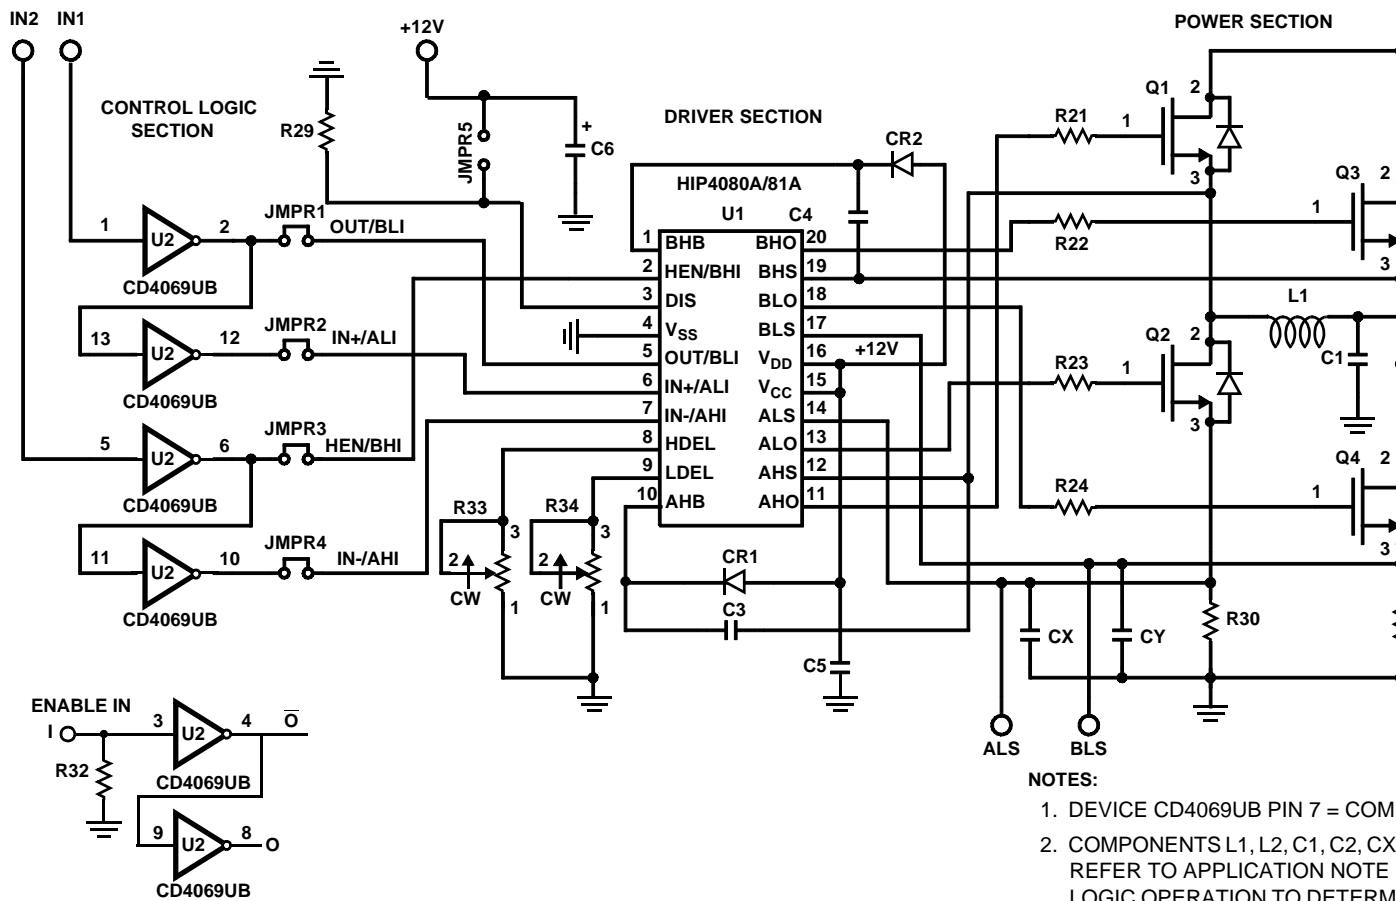 IN2 IN1
+12V
POWER SECTION
CONTROL LOGIC
SECTION
R29
JMPR5
+
C6
DRIVER SECTION
CR2
HIP4080A/81A
U1
C4
Q1
1
2
3
R21
R22
Q3
1
2
3
1 U2 2
CD4069UB
JMPR1
OUT/BLI
13 U2 12
CD4069UB
JMPR2
IN+/ALI
5 U2 6
CD4069UB
JMPR3
HEN/BHI
11 U2 10
CD4069UB
JMPR4
IN-/AHI
1 BHB BHO 20
2 HEN/BHI BHS 19
3 DIS BLO 18
4 VSS BLS 17
5 OUT/BLI VDD 16
6 IN+/ALI VCC 15
7 IN-/AHI ALS 14
8 HDEL ALO 13
9 LDEL AHS 12
10 AHB AHO 11
+12V
L1
C1
Q2
1
2
3
R23
R24
Q4
1
2
3
R33
3
2
CW
1
R34
3
2
CW
1
CR1
C3
C5
CX
CY
R30
ALS
BLS
ENABLE IN
I
R32
3 U2 4
O
CD4069UB
9 U2 8
O
CD4069UB
NOTES:
1. DEVICE CD4069UB PIN 7 = COM
2. COMPONENTS L1, L2, C1, C2, CX
REFER TO APPLICATION NOTE
LOGIC OPERATION TO DETERM